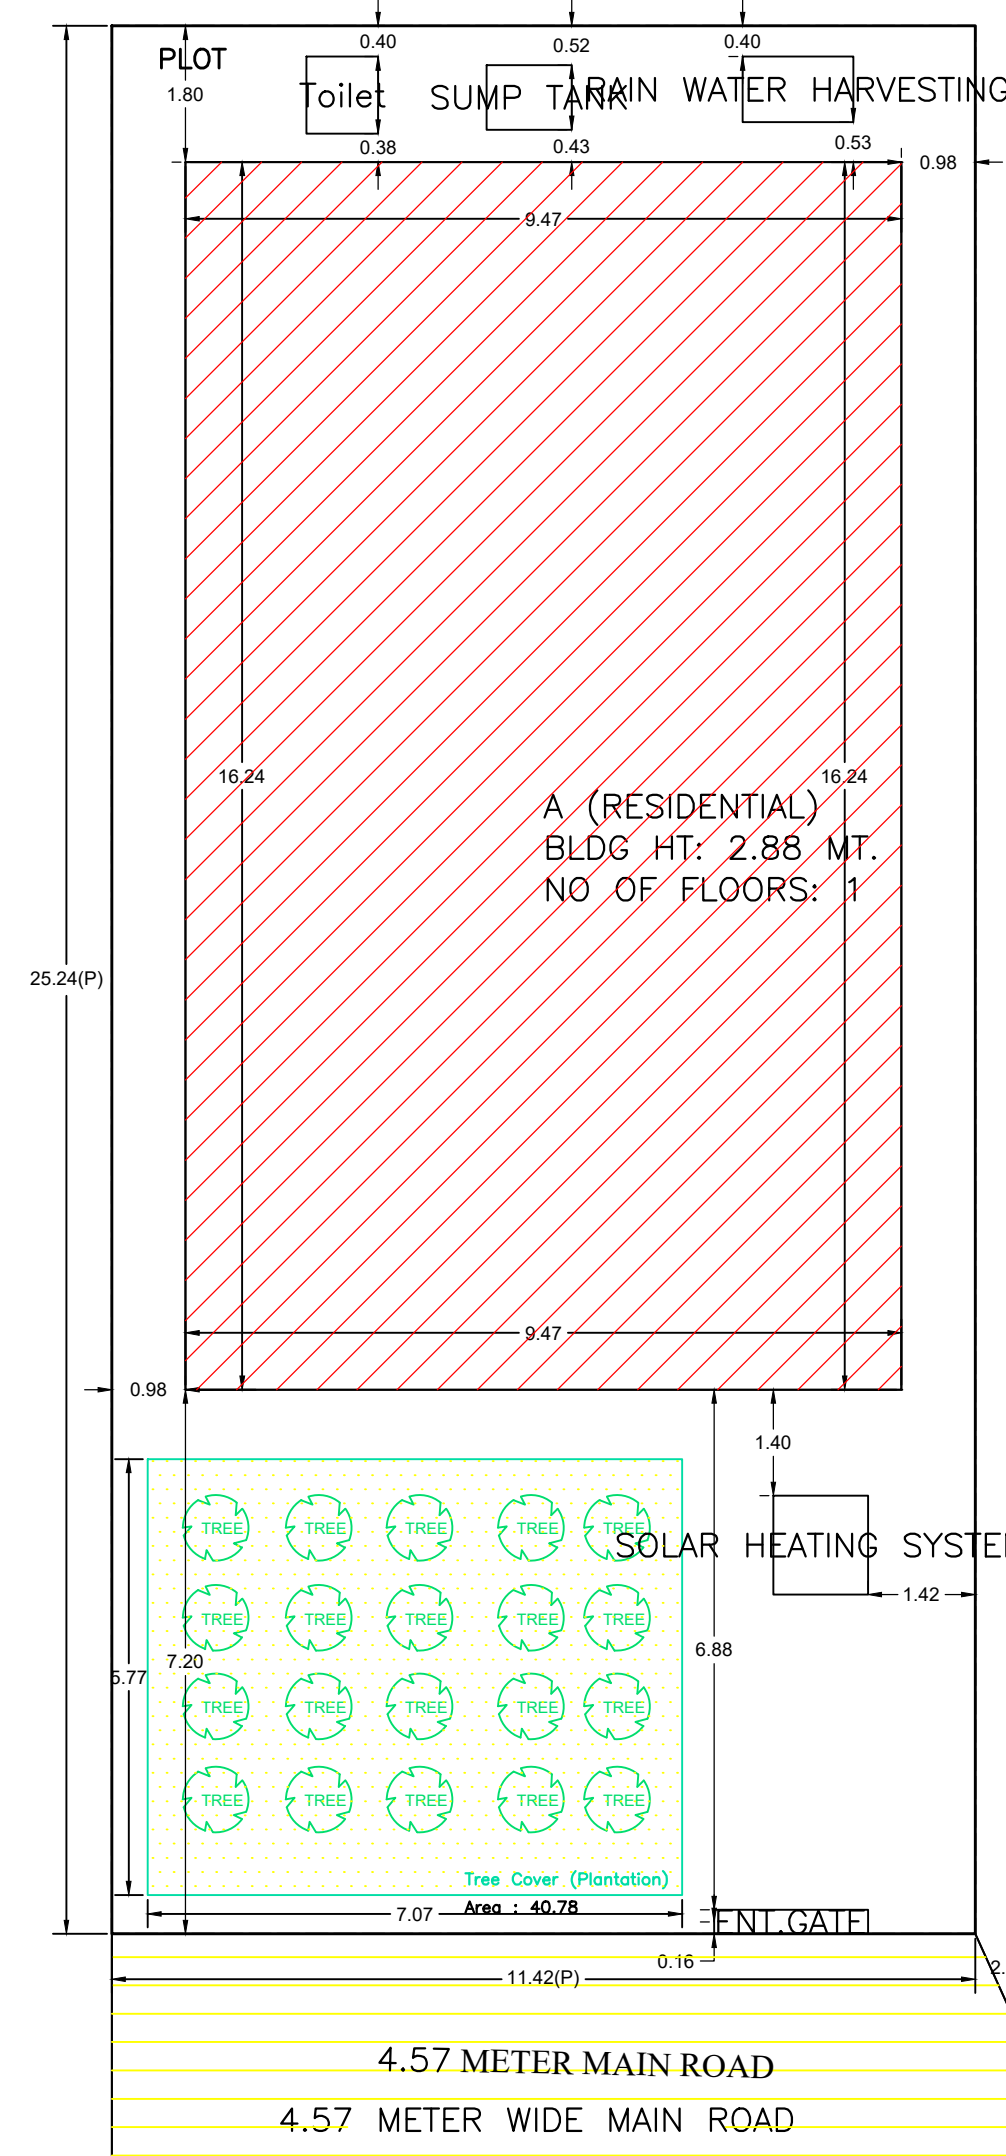 0.40
0.52
0.40
PLOT
1.80
Toilet
SUMP TANK
RAIN WATER HARVESTING
0.38
0.43
0.53
0.98
9.47
16.24
16.24
A (RESIDENTIAL)
BLDG HT: 2.88 MT.
NO OF FLOORS: 1
25.24(P)
9.47
0.98
1.40
TREE TREE TREE TREE TREE
SOLAR HEATING SYSTE
1.42
TREE TREE TREE TREE TREE
6.88
7.20
5.77
TREE TREE TREE TREE TREE
TREE TREE TREE TREE TREE
Tree Cover (Plantation)
Area : 40.78
7.07
ENT.GATE
0.16
2.
11.42(P)
4.57 METER MAIN ROAD
4.57 METER WIDE MAIN ROAD